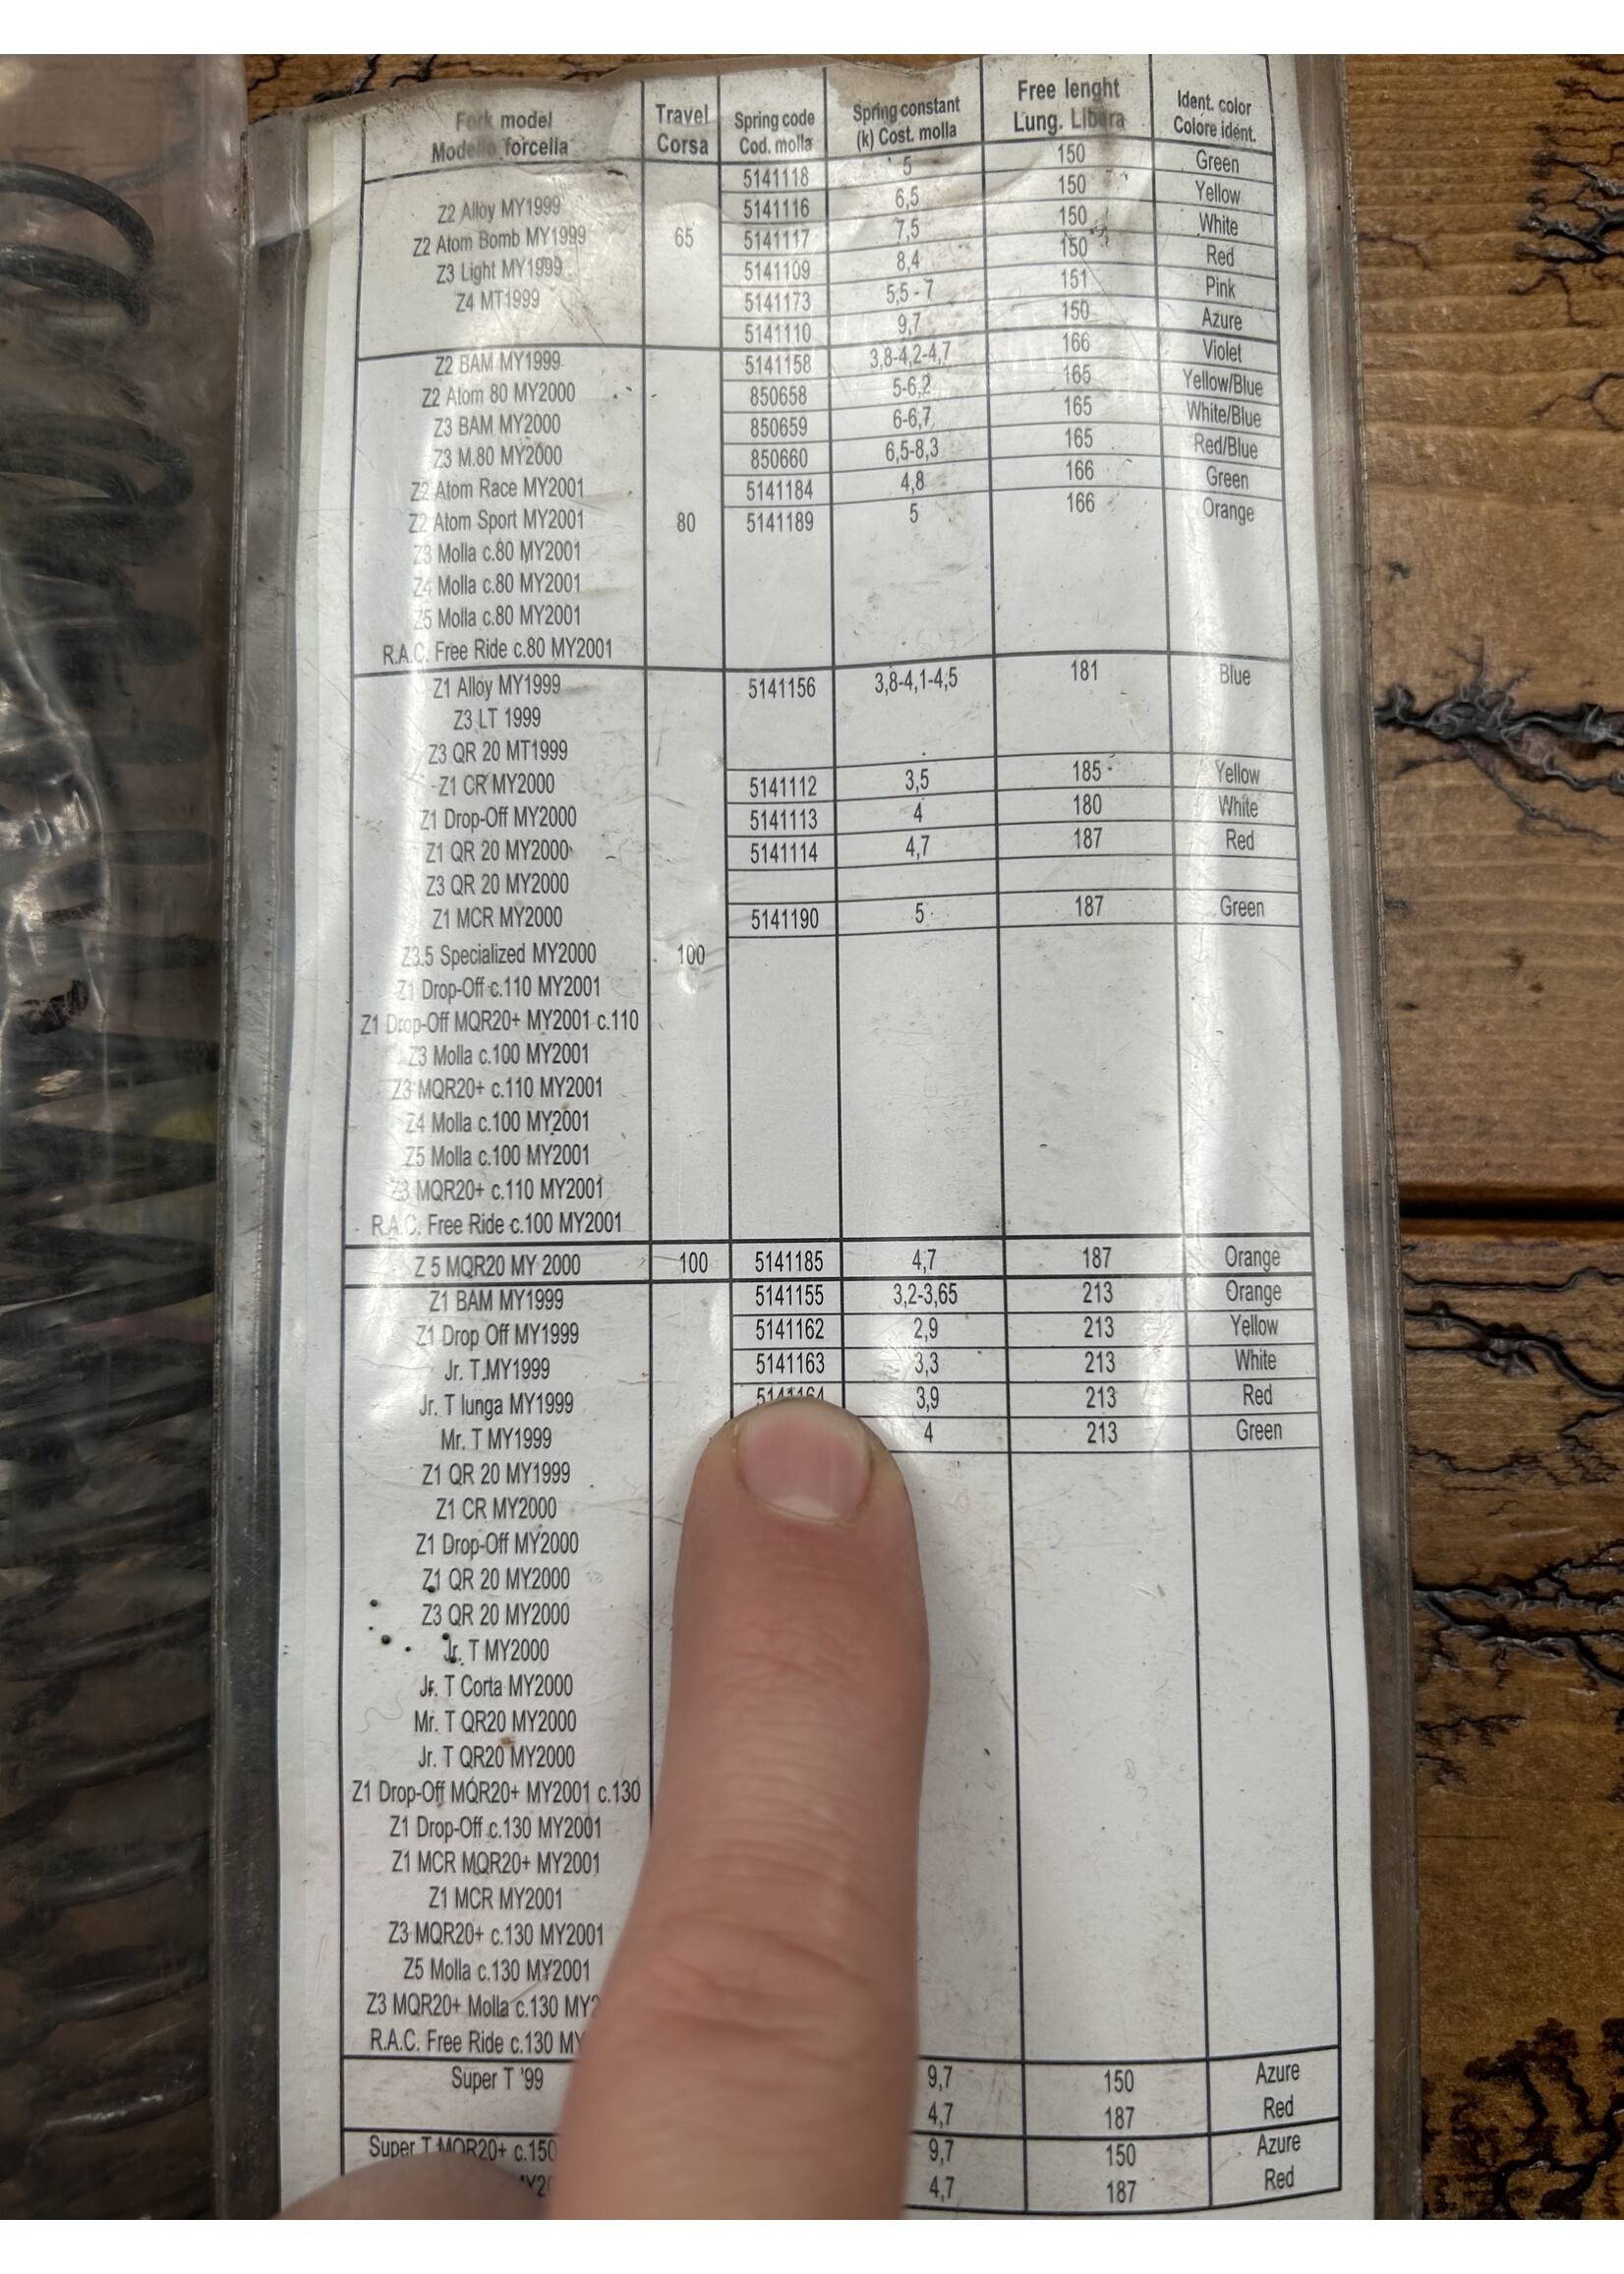 Fork model Travel Spring code Spring constant Free lenght Ident. color
Modello forcella Corsa Cod. molla (k) Cost. molla Lung. Libera Colore ident.
5141118 5 150 Green
Z2 Alloy MY1999 5141116 6,5 150 Yellow
Z2 Atom Bomb MY1999 65 5141117 7,5 150 White
Z3 Light MY1999 5141109 8,4 150 Red
Z4 MT1999 5141173 5,5 - 7 151 Pink
5141110 9,7 150 Azure
Z2 BAM MY1999 5141158 3,8-4,2-4,7 166 Violet
Z2 Atom 80 MY2000 850658 5-6,2 165 Yellow/Blue
Z3 BAM MY2000 850659 6-6,7 165 White/Blue
Z3 M.80 MY2000 850660 6,5-8,3 165 Red/Blue
Z2 Atom Race MY2001 5141184 4,8 166 Green
Z2 Atom Sport MY2001 80 5141189 5 166 Orange
Z3 Molla c.80 MY2001
Z4 Molla c.80 MY2001
Z5 Molla c.80 MY2001
R.A.C. Free Ride c.80 MY2001
Z1 Alloy MY1999 5141156 3,8-4,1-4,5 181 Blue
Z3 LT 1999
Z3 QR 20 MT1999
Z1 CR MY2000 5141112 3,5 185 Yellow
Z1 Drop-Off MY2000 5141113 4 180 White
Z1 QR 20 MY2000 5141114 4,7 187 Red
Z3 QR 20 MY2000
Z1 MCR MY2000 5141190 5 187 Green
Z3.5 Specialized MY2000 100
Z1 Drop-Off c.110 MY2001
Z1 Drop-Off MQR20+ MY2001 c.110
Z3 Molla c.100 MY2001
Z3 MQR20+ c.110 MY2001
Z4 Molla c.100 MY2001
Z5 Molla c.100 MY2001
Z3 MQR20+ c.110 MY2001
R.A.C. Free Ride c.100 MY2001
Z 5 MQR20 MY 2000 100 5141185 4,7 187 Orange
Z1 BAM MY1999 5141155 3,2-3,65 213 Orange
Z1 Drop Off MY1999 5141162 2,9 213 Yellow
Jr. T.MY1999 5141163 3,3 213 White
Jr. T lunga MY1999 5141164 3,9 213 Red
Mr. T MY1999 4 213 Green
Z1 QR 20 MY1999
Z1 CR MY2000
Z1 Drop-Off MY2000
Z1 QR 20 MY2000
Z3 QR 20 MY2000
Jr. T MY2000
Jr. T Corta MY2000
Mr. T QR20 MY2000
Jr. T QR20 MY2000
Z1 Drop-Off MQR20+ MY2001 c.130
Z1 Drop-Off c.130 MY2001
Z1 MCR MQR20+ MY2001
Z1 MCR MY2001
Z3 MQR20+ c.130 MY2001
Z5 Molla c.130 MY2001
Z3 MQR20+ Molla c.130 MY2
R.A.C. Free Ride c.130 MY
Super T '99 9,7 150 Azure
4,7 187 Red
Super T MQR20+ c.150 9,7 150 Azure
4,7 187 Red